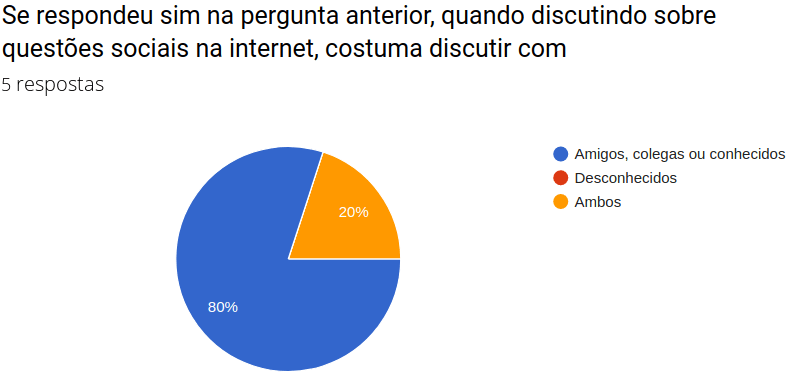 Se respondeu sim na pergunta anterior, quando discutindo sobre
questões sociais na internet, costuma discutir com
5 respostas
Amigos, colegas ou conhecidos
Desconhecidos
Ambos
20%
80%